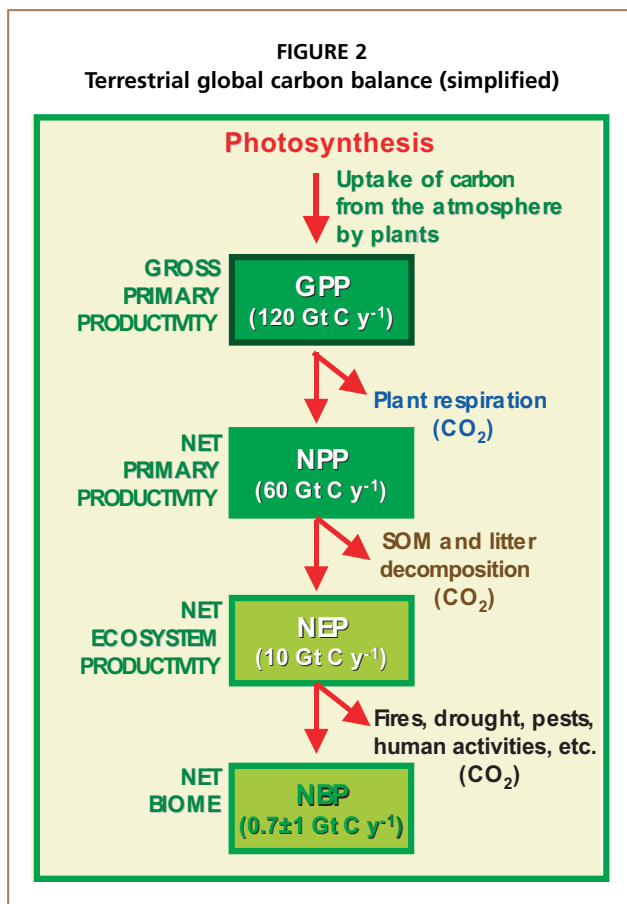 FIGURE 2
Terrestrial global carbon balance (simplified)
Photosynthesis
Uptake of carbon
from the atmosphere
by plants
GROSS
PRIMARY
PRODUCTIVITY
GPP
(120 Gt C y⁻¹)
Plant respiration
(CO₂)
NET
PRIMARY
PRODUCTIVITY
NPP
(60 Gt C y⁻¹)
SOM and litter
decomposition
(CO₂)
NET
ECOSYSTEM
PRODUCTIVITY
NEP
(10 Gt C y⁻¹)
Fires, drought, pests,
human activities, etc.
(CO₂)
NET
BIOME
NBP
(0.7±1 Gt C y⁻¹)